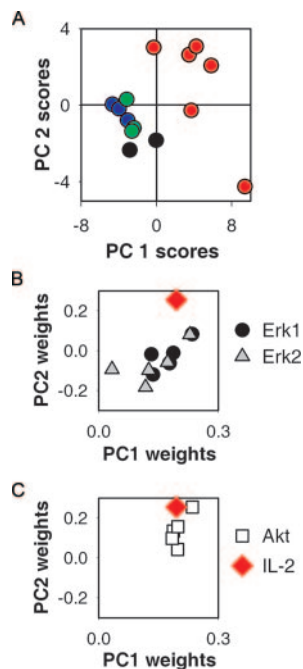 A
4
0
-4
PC 2 scores
-8 0 8
PC 1 scores
B
0.2
0.0
-0.2
PC2 weights
0.0 0.3
PC1 weights
Erk1
Erk2
C
0.2
0.0
-0.2
PC2 weights
0.0 0.3
PC1 weights
Akt
IL-2